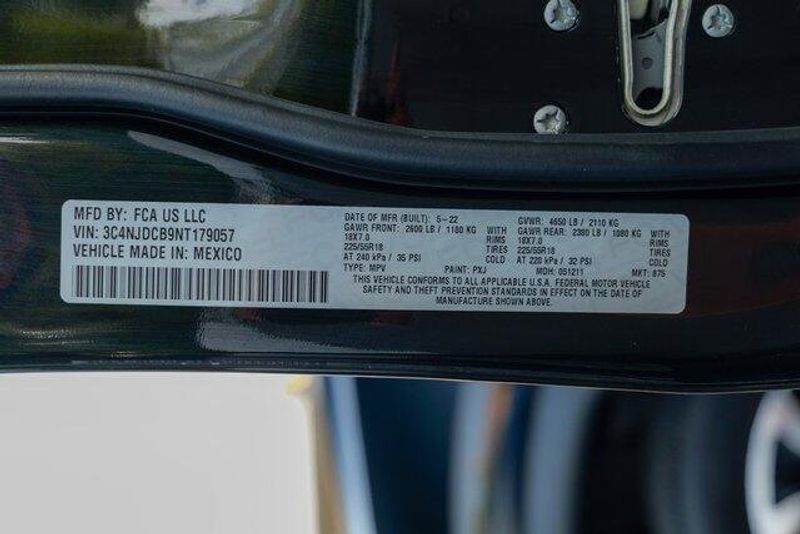 MFD BY: FCA US LLC
VIN: 3C4NJDCB9NT179057
VEHICLE MADE IN: MEXICO
DATE OF MFR (BUILT): 5-22 GVWR: 4650 LB / 2110 KG
GAWR FRONT: 2600 LB / 1180 KG WITH GAWR REAR: 2380 LB / 1080 KG WITH
18X7.0 RIMS 18X7.0 RIMS
225/55R18 TIRES 225/55R18 TIRES
AT 240 kPa / 35 PSI COLD AT 220 kPa / 32 PSI COLD
TYPE: MPV PAINT: PXJ MDH: 051211 MKT: 875
THIS VEHICLE CONFORMS TO ALL APPLICABLE U.S.A. FEDERAL MOTOR VEHICLE
SAFETY AND THEFT PREVENTION STANDARDS IN EFFECT ON THE DATE OF
MANUFACTURE SHOWN ABOVE.